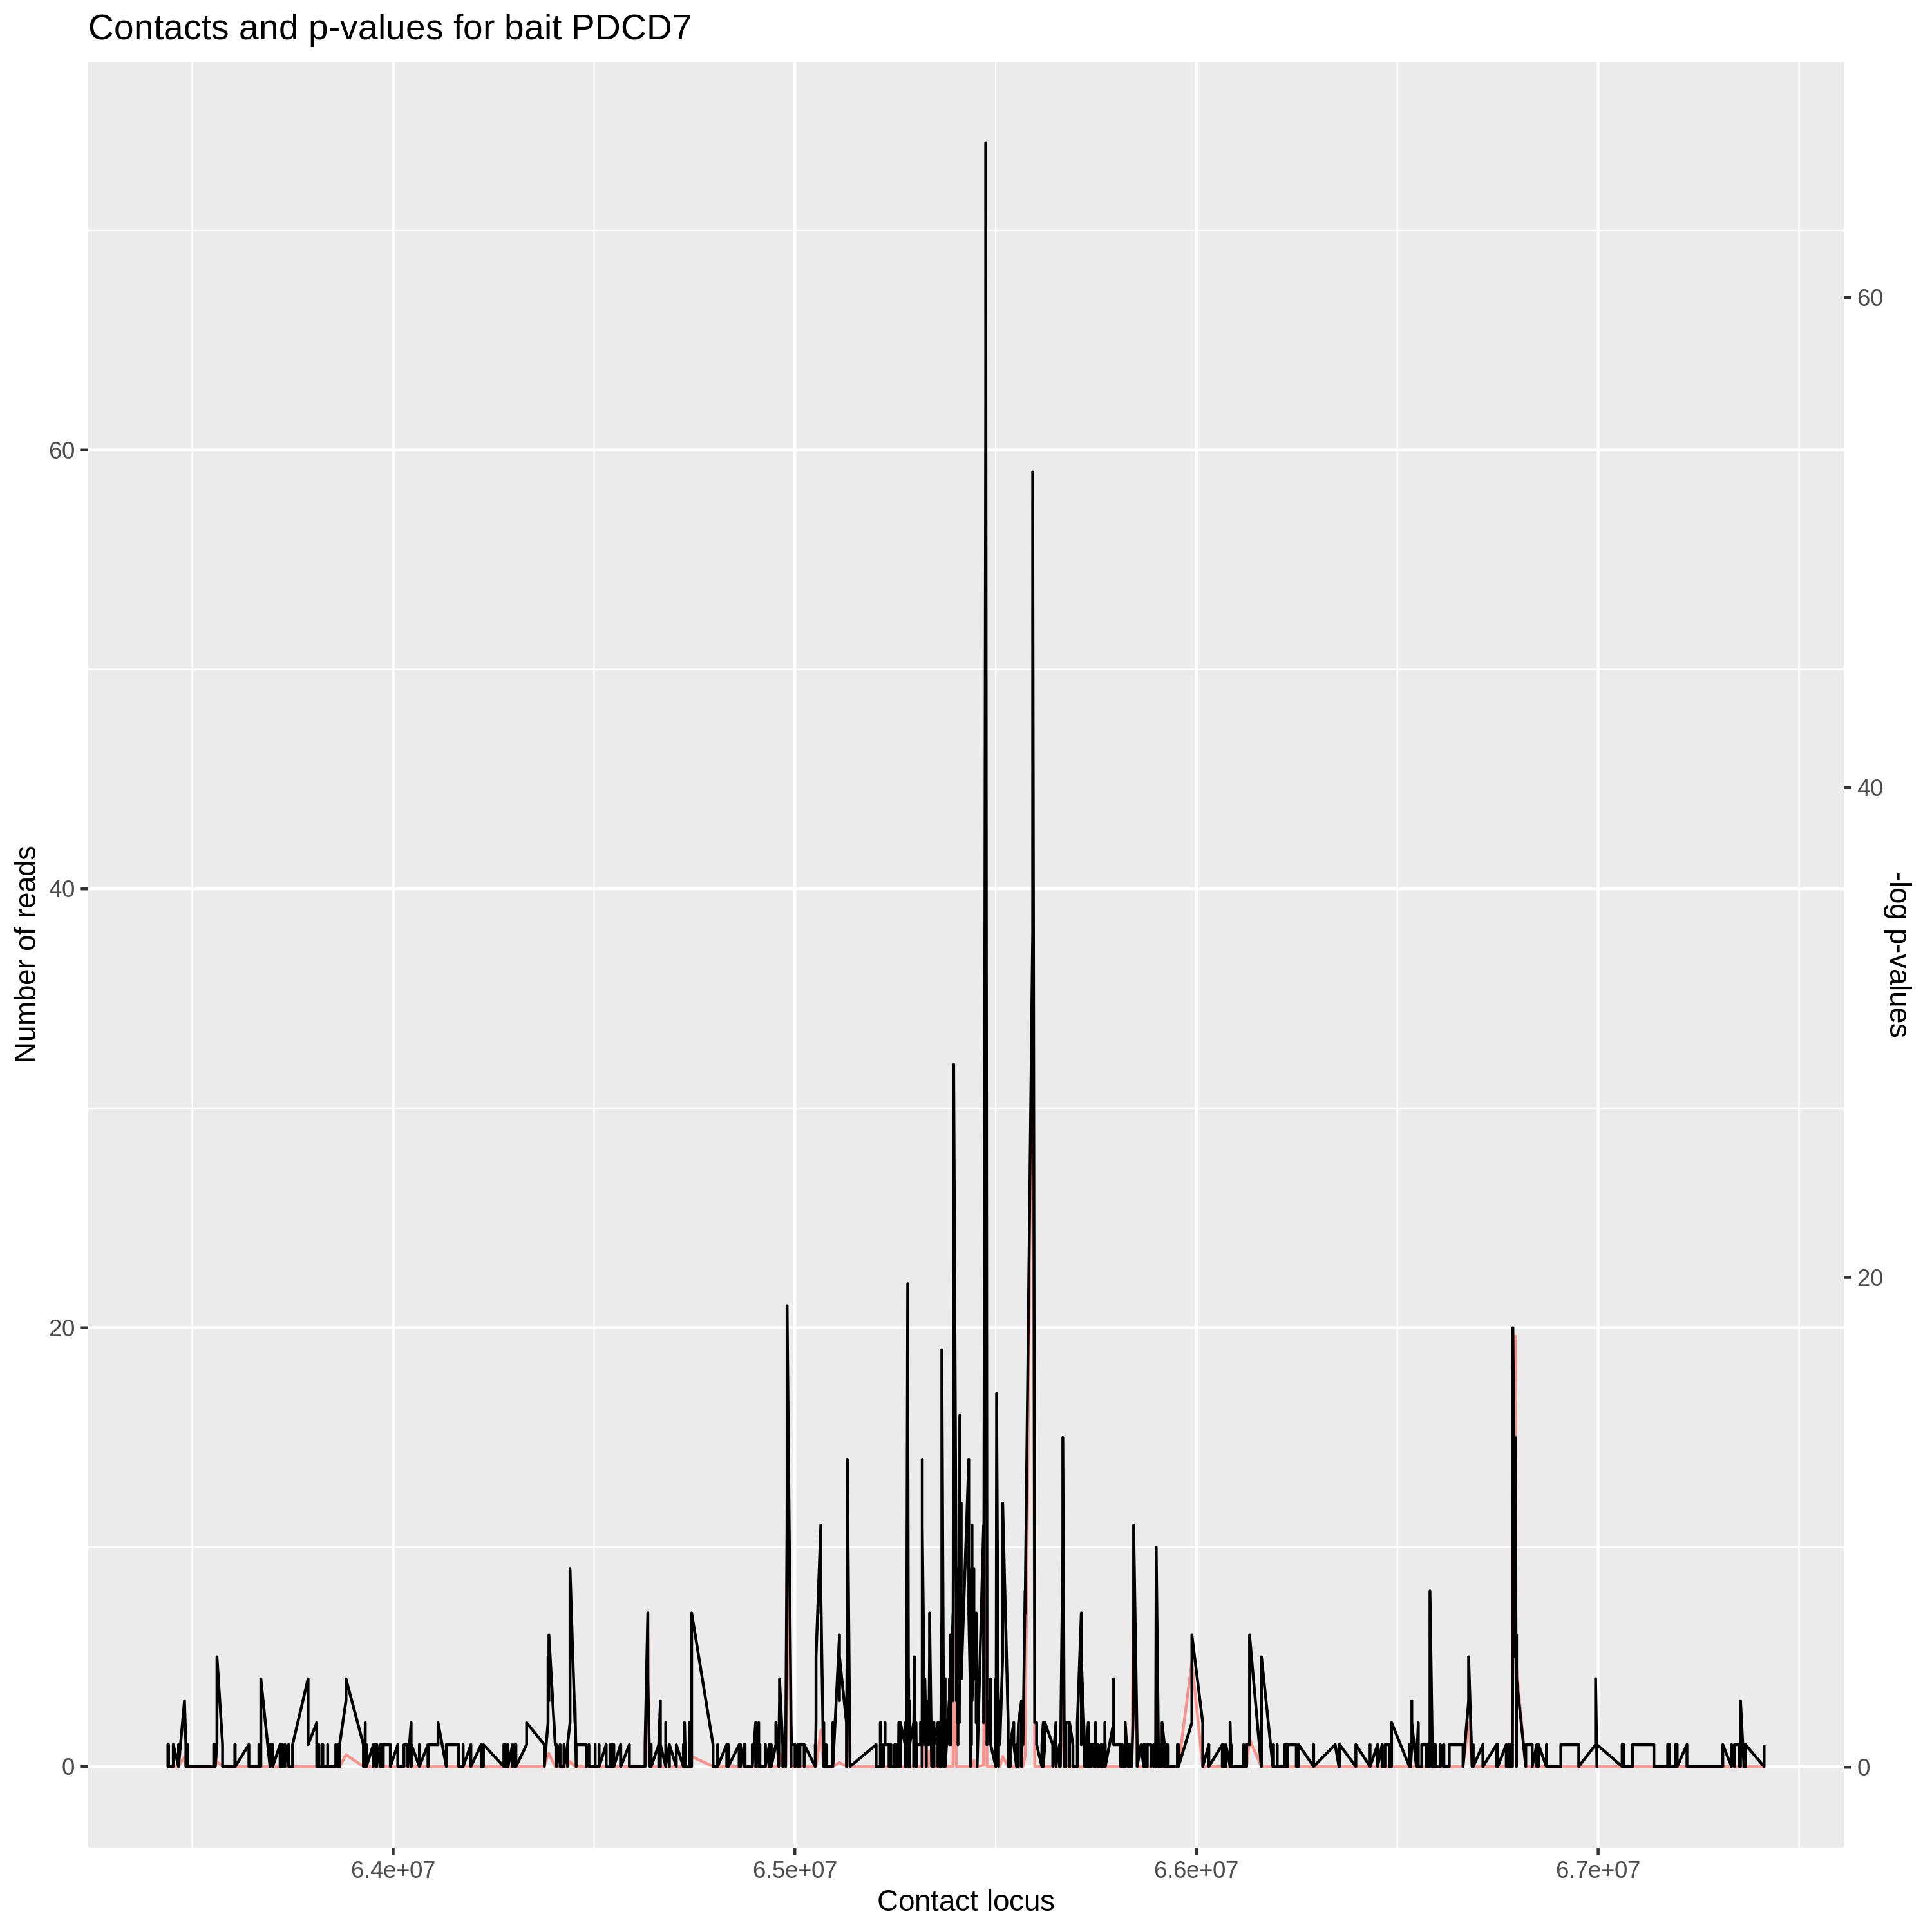 Contacts and p-values for bait PDCD7
60
40
20
0
Number of reads
60
40
20
0
-log p-values
6.4e+07 6.5e+07 6.6e+07 6.7e+07
Contact locus